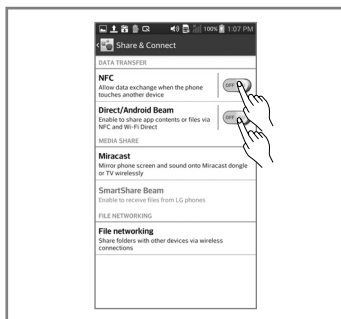 100% 1:07 PM
Share & Connect
DATA TRANSFER
NFC
Allow data exchange when the phone
touches another device
OFF
Direct/Android Beam
Enable to share app contents or files via
NFC and Wi-Fi Direct
OFF
MEDIA SHARE
Miracast
Mirror phone screen and sound onto Miracast dongle
or TV wirelessly
SmartShare Beam
Enable to receive files from LG phones
FILE NETWORKING
File networking
Share folders with other devices via wireless
connections